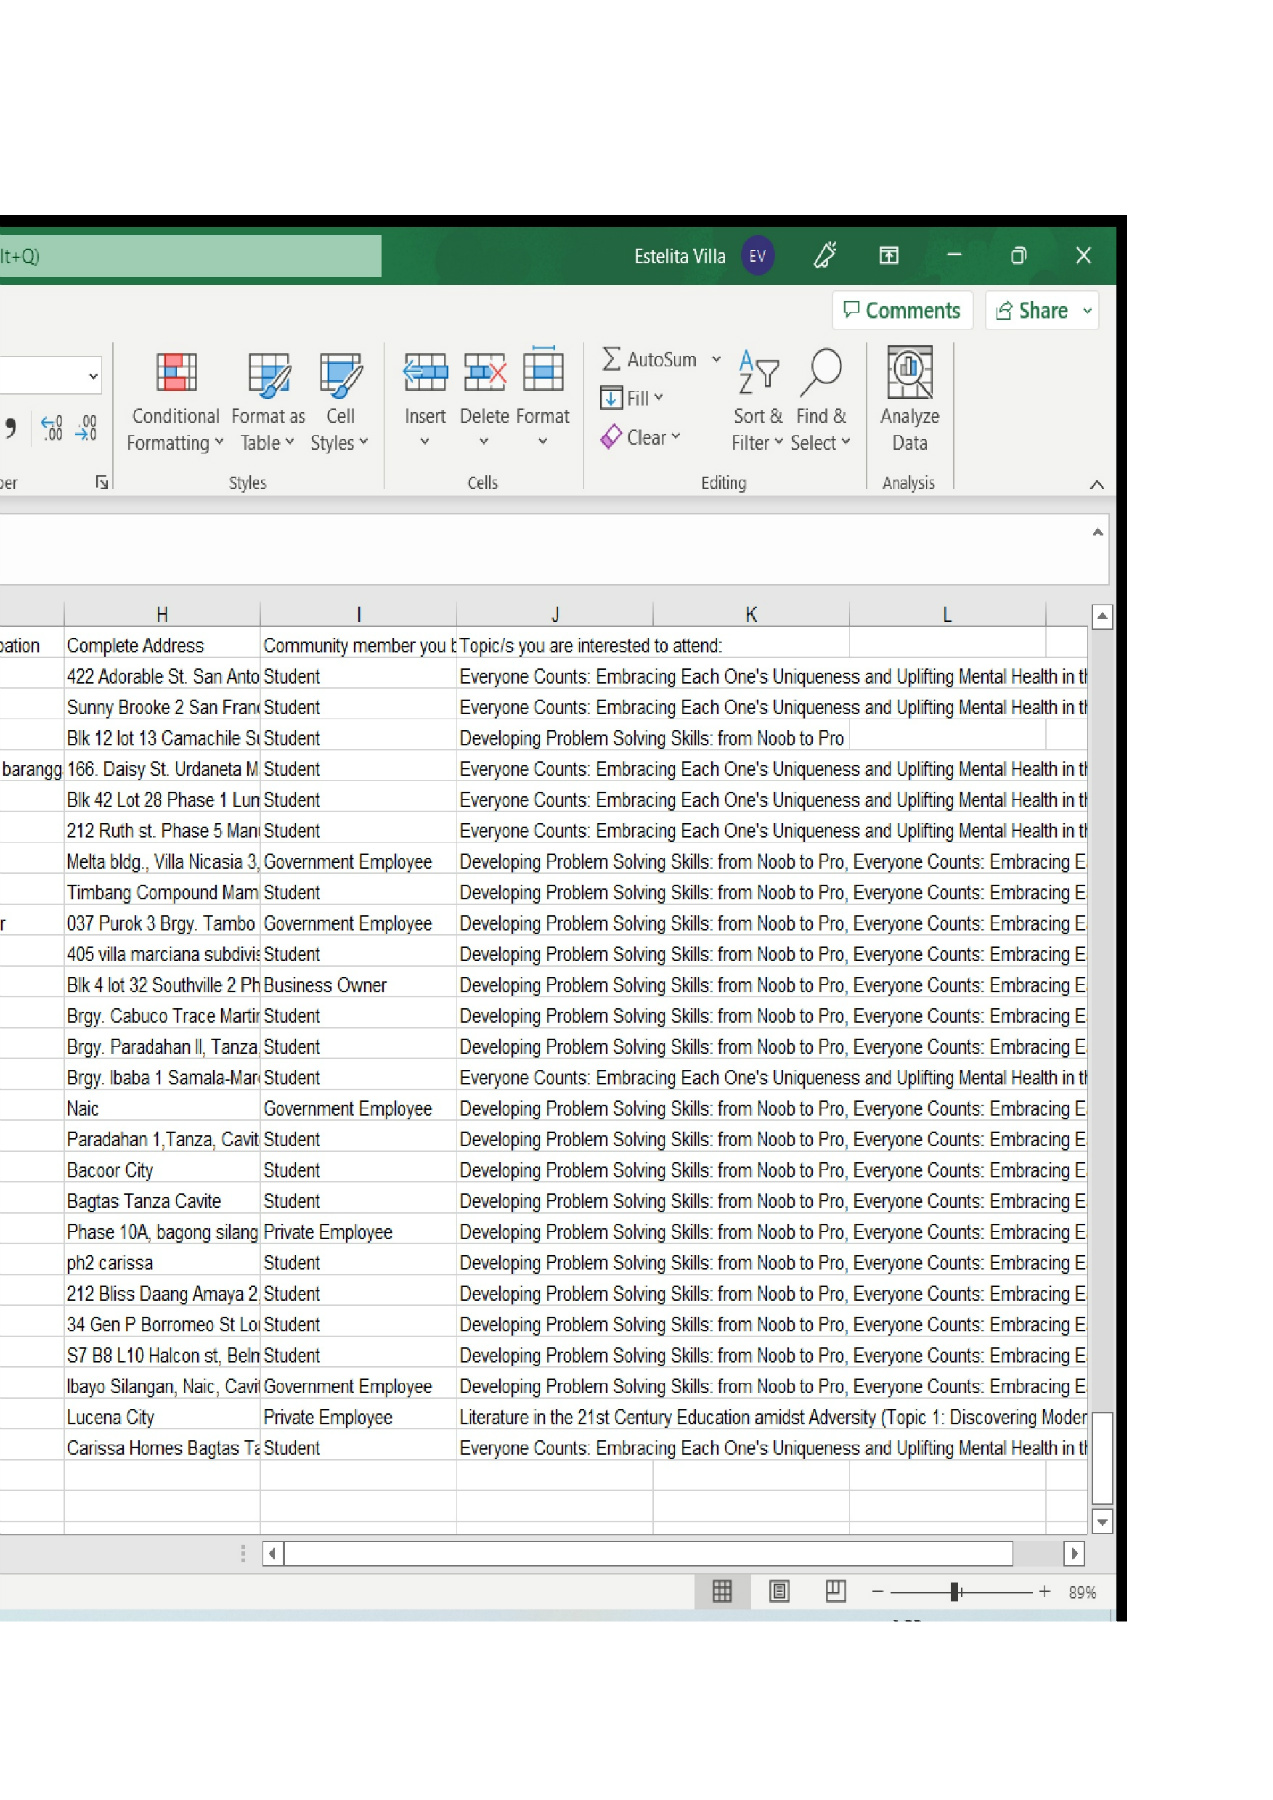 lt+Q)
Estelita Villa EV
Comments Share
Conditional Formatting Format as Table Cell Styles Insert Delete Format AutoSum Fill Clear Sort & Filter Find & Select Analyze Data
Styles Cells Editing Analysis
H I J K L
pation Complete Address Community member you b Topic/s you are interested to attend:
422 Adorable St. San Anto Student Everyone Counts: Embracing Each One's Uniqueness and Uplifting Mental Health in th
Sunny Brooke 2 San Franc Student Everyone Counts: Embracing Each One's Uniqueness and Uplifting Mental Health in th
Blk 12 lot 13 Camachile Su Student Developing Problem Solving Skills: from Noob to Pro
barangg 166. Daisy St. Urdaneta M Student Everyone Counts: Embracing Each One's Uniqueness and Uplifting Mental Health in th
Blk 42 Lot 28 Phase 1 Lun Student Everyone Counts: Embracing Each One's Uniqueness and Uplifting Mental Health in th
212 Ruth st. Phase 5 Man Student Everyone Counts: Embracing Each One's Uniqueness and Uplifting Mental Health in th
Melta bldg., Villa Nicasia 3, Government Employee Developing Problem Solving Skills: from Noob to Pro, Everyone Counts: Embracing E
Timbang Compound Mam Student Developing Problem Solving Skills: from Noob to Pro, Everyone Counts: Embracing E
r 037 Purok 3 Brgy. Tambo Government Employee Developing Problem Solving Skills: from Noob to Pro, Everyone Counts: Embracing E
405 villa marciana subdivis Student Developing Problem Solving Skills: from Noob to Pro, Everyone Counts: Embracing E
Blk 4 lot 32 Southville 2 Ph Business Owner Developing Problem Solving Skills: from Noob to Pro, Everyone Counts: Embracing E
Brgy. Cabuco Trace Martir Student Developing Problem Solving Skills: from Noob to Pro, Everyone Counts: Embracing E
Brgy. Paradahan II, Tanza, Student Developing Problem Solving Skills: from Noob to Pro, Everyone Counts: Embracing E
Brgy. Ibaba 1 Samala-Marc Student Everyone Counts: Embracing Each One's Uniqueness and Uplifting Mental Health in th
Naic Government Employee Developing Problem Solving Skills: from Noob to Pro, Everyone Counts: Embracing E
Paradahan 1,Tanza, Cavit Student Developing Problem Solving Skills: from Noob to Pro, Everyone Counts: Embracing E
Bacoor City Student Developing Problem Solving Skills: from Noob to Pro, Everyone Counts: Embracing E
Bagtas Tanza Cavite Student Developing Problem Solving Skills: from Noob to Pro, Everyone Counts: Embracing E
Phase 10A, bagong silang Private Employee Developing Problem Solving Skills: from Noob to Pro, Everyone Counts: Embracing E
ph2 carissa Student Developing Problem Solving Skills: from Noob to Pro, Everyone Counts: Embracing E
212 Bliss Daang Amaya 2, Student Developing Problem Solving Skills: from Noob to Pro, Everyone Counts: Embracing E
34 Gen P Borromeo St Lo Student Developing Problem Solving Skills: from Noob to Pro, Everyone Counts: Embracing E
S7 B8 L10 Halcon st, Beln Student Developing Problem Solving Skills: from Noob to Pro, Everyone Counts: Embracing E
Ibayo Silangan, Naic, Cavi Government Employee Developing Problem Solving Skills: from Noob to Pro, Everyone Counts: Embracing E
Lucena City Private Employee Literature in the 21st Century Education amidst Adversity (Topic 1: Discovering Moder
Carissa Homes Bagtas Ta Student Everyone Counts: Embracing Each One's Uniqueness and Uplifting Mental Health in th
89%